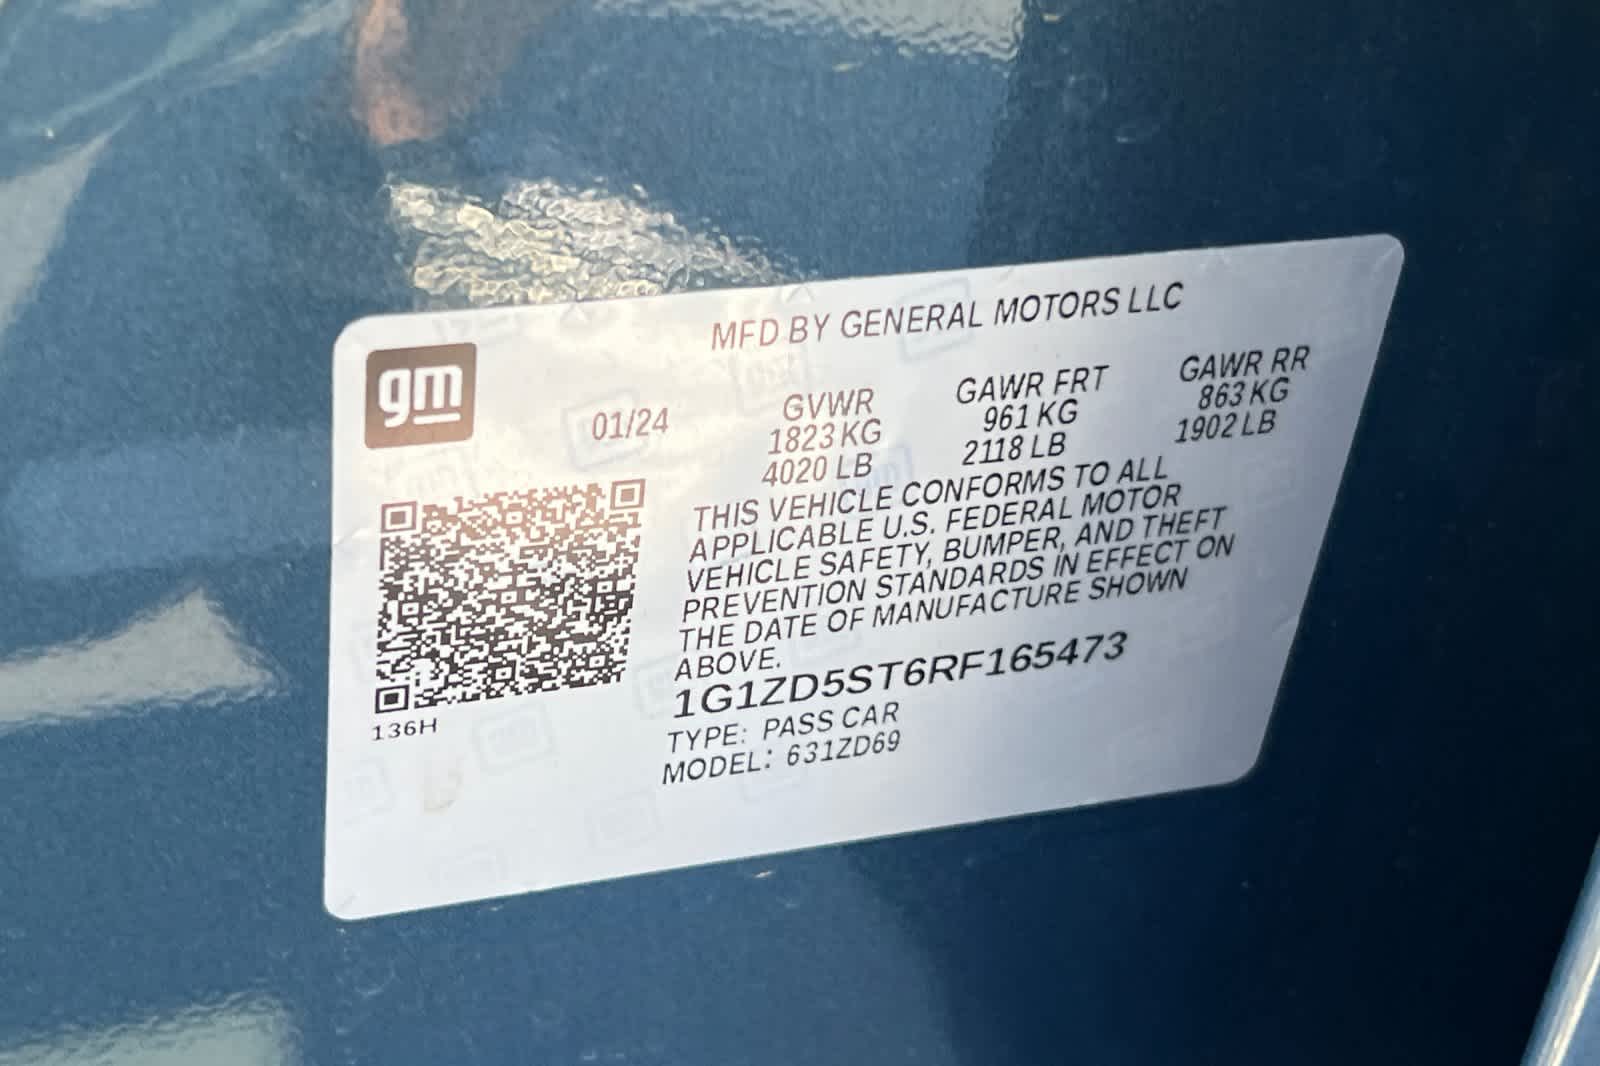 MFD BY GENERAL MOTORS LLC
gm
01/24
GVWR GAWR FRT GAWR RR
1823 KG 961 KG 863 KG
4020 LB 2118 LB 1902 LB
THIS VEHICLE CONFORMS TO ALL
APPLICABLE U.S. FEDERAL MOTOR
VEHICLE SAFETY, BUMPER, AND THEFT
PREVENTION STANDARDS IN EFFECT ON
THE DATE OF MANUFACTURE SHOWN
ABOVE.
1G1ZD5ST6RF165473
TYPE: PASS CAR
MODEL: 631ZD69
136H